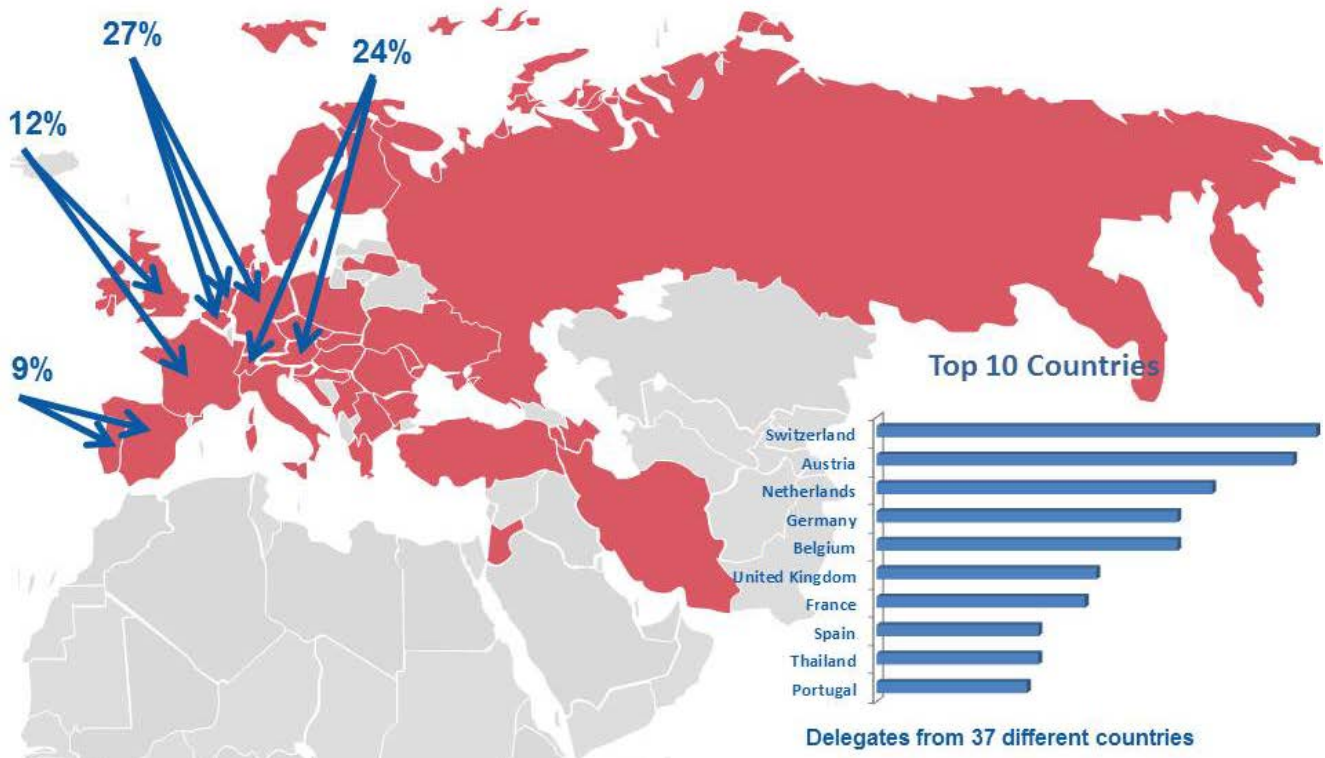 27%
24%
12%
9%
Top 10 Countries
Switzerland
Austria
Netherlands
Germany
Belgium
United Kingdom
France
Spain
Thailand
Portugal
Delegates from 37 different countries